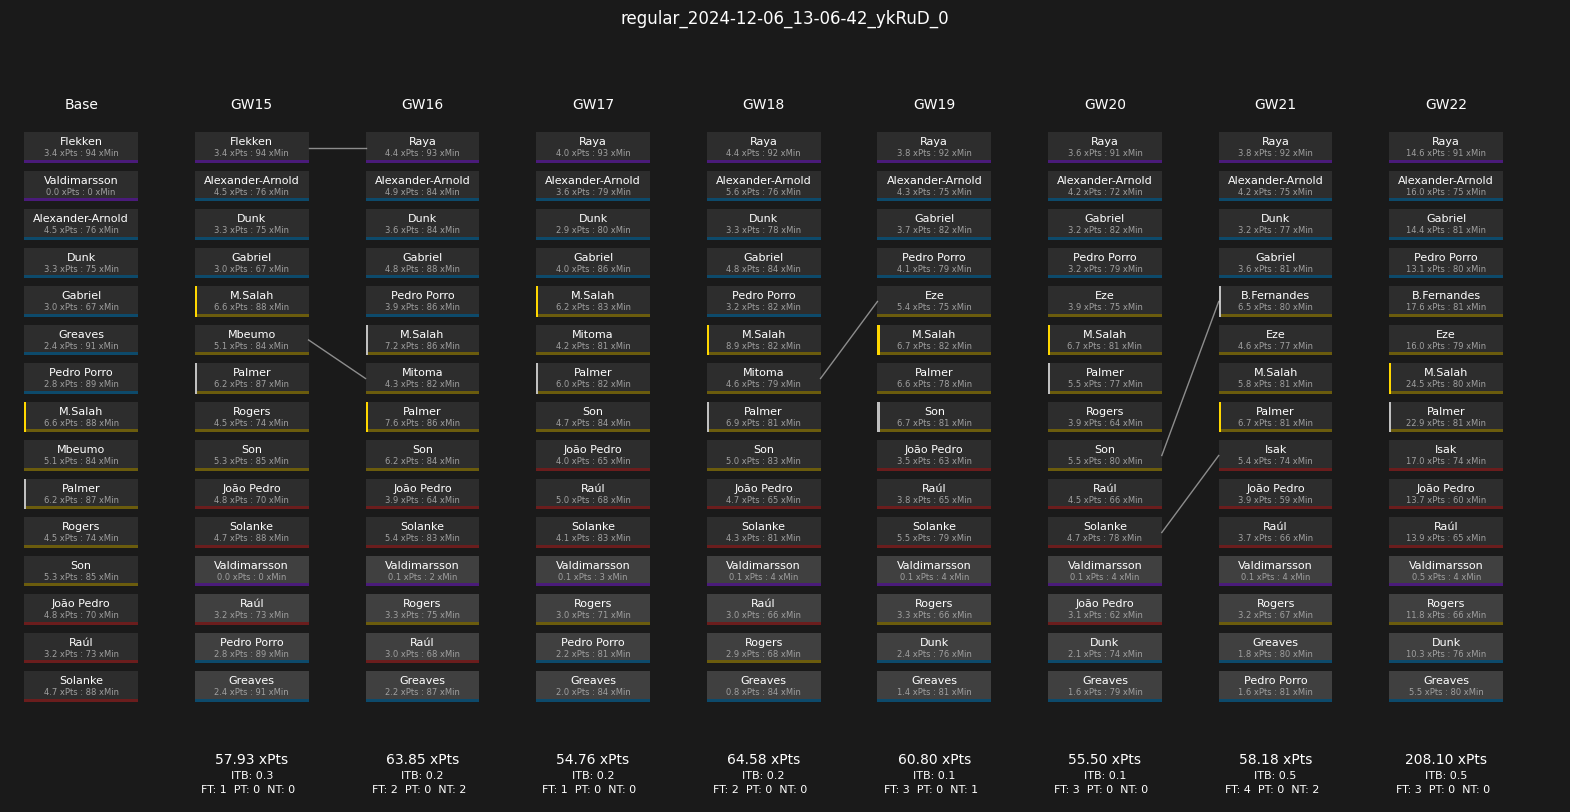 regular_2024-12-06_13-06-42_ykRuD_0
Base
Flekken
3.4 xPts : 94 xMin
Valdimarsson
0.0 xPts : 0 xMin
Alexander-Arnold
4.5 xPts : 76 xMin
Dunk
3.3 xPts : 75 xMin
Gabriel
3.0 xPts : 67 xMin
Greaves
2.4 xPts : 91 xMin
Pedro Porro
2.8 xPts : 89 xMin
M.Salah
6.6 xPts : 88 xMin
Mbeumo
5.1 xPts : 84 xMin
Palmer
6.2 xPts : 87 xMin
Rogers
4.5 xPts : 74 xMin
Son
5.3 xPts : 85 xMin
João Pedro
4.8 xPts : 70 xMin
Raúl
3.2 xPts : 73 xMin
Solanke
4.7 xPts : 88 xMin
GW15
Flekken
3.4 xPts : 94 xMin
Alexander-Arnold
4.5 xPts : 76 xMin
Dunk
3.3 xPts : 75 xMin
Gabriel
3.0 xPts : 67 xMin
M.Salah
6.6 xPts : 88 xMin
Mbeumo
5.1 xPts : 84 xMin
Palmer
6.2 xPts : 87 xMin
Rogers
4.5 xPts : 74 xMin
Son
5.3 xPts : 85 xMin
João Pedro
4.8 xPts : 70 xMin
Solanke
4.7 xPts : 88 xMin
Valdimarsson
0.0 xPts : 0 xMin
Raúl
3.2 xPts : 73 xMin
Pedro Porro
2.8 xPts : 89 xMin
Greaves
2.4 xPts : 91 xMin
57.93 xPts
ITB: 0.3
FT: 1 PT: 0 NT: 0
GW16
Raya
4.4 xPts : 93 xMin
Alexander-Arnold
4.9 xPts : 84 xMin
Dunk
3.6 xPts : 84 xMin
Gabriel
4.8 xPts : 88 xMin
Pedro Porro
3.9 xPts : 86 xMin
M.Salah
7.2 xPts : 86 xMin
Mitoma
4.3 xPts : 82 xMin
Palmer
7.6 xPts : 86 xMin
Son
6.2 xPts : 84 xMin
João Pedro
3.9 xPts : 64 xMin
Solanke
5.4 xPts : 83 xMin
Valdimarsson
0.1 xPts : 2 xMin
Rogers
3.3 xPts : 75 xMin
Raúl
3.0 xPts : 68 xMin
Greaves
2.2 xPts : 87 xMin
63.85 xPts
ITB: 0.2
FT: 2 PT: 0 NT: 2
GW17
Raya
4.0 xPts : 93 xMin
Alexander-Arnold
3.6 xPts : 79 xMin
Dunk
2.9 xPts : 80 xMin
Gabriel
4.0 xPts : 86 xMin
M.Salah
6.2 xPts : 83 xMin
Mitoma
4.2 xPts : 81 xMin
Palmer
6.0 xPts : 82 xMin
Son
4.7 xPts : 84 xMin
João Pedro
4.0 xPts : 65 xMin
Raúl
5.0 xPts : 68 xMin
Solanke
4.1 xPts : 83 xMin
Valdimarsson
0.1 xPts : 3 xMin
Rogers
3.0 xPts : 71 xMin
Pedro Porro
2.2 xPts : 81 xMin
Greaves
2.0 xPts : 84 xMin
54.76 xPts
ITB: 0.2
FT: 1 PT: 0 NT: 0
GW18
Raya
4.4 xPts : 92 xMin
Alexander-Arnold
5.6 xPts : 76 xMin
Dunk
3.3 xPts : 78 xMin
Gabriel
4.8 xPts : 84 xMin
Pedro Porro
3.2 xPts : 82 xMin
M.Salah
8.9 xPts : 82 xMin
Mitoma
4.6 xPts : 79 xMin
Palmer
6.9 xPts : 81 xMin
Son
5.0 xPts : 83 xMin
João Pedro
4.7 xPts : 65 xMin
Solanke
4.3 xPts : 81 xMin
Valdimarsson
0.1 xPts : 4 xMin
Raúl
3.0 xPts : 66 xMin
Rogers
2.9 xPts : 68 xMin
Greaves
0.8 xPts : 84 xMin
64.58 xPts
ITB: 0.2
FT: 2 PT: 0 NT: 0
GW19
Raya
3.8 xPts : 92 xMin
Alexander-Arnold
4.3 xPts : 75 xMin
Gabriel
3.7 xPts : 82 xMin
Pedro Porro
4.1 xPts : 79 xMin
Eze
5.4 xPts : 75 xMin
M.Salah
6.7 xPts : 82 xMin
Palmer
6.6 xPts : 78 xMin
Son
6.7 xPts : 81 xMin
João Pedro
3.5 xPts : 63 xMin
Raúl
3.8 xPts : 65 xMin
Solanke
5.5 xPts : 79 xMin
Valdimarsson
0.1 xPts : 4 xMin
Rogers
3.3 xPts : 66 xMin
Dunk
2.4 xPts : 76 xMin
Greaves
1.4 xPts : 81 xMin
60.80 xPts
ITB: 0.1
FT: 3 PT: 0 NT: 1
GW20
Raya
3.6 xPts : 91 xMin
Alexander-Arnold
4.2 xPts : 72 xMin
Gabriel
3.2 xPts : 82 xMin
Pedro Porro
3.2 xPts : 79 xMin
Eze
3.9 xPts : 75 xMin
M.Salah
6.7 xPts : 81 xMin
Palmer
5.5 xPts : 77 xMin
Rogers
3.9 xPts : 64 xMin
Son
5.5 xPts : 80 xMin
Raúl
4.5 xPts : 66 xMin
Solanke
4.7 xPts : 78 xMin
Valdimarsson
0.1 xPts : 4 xMin
João Pedro
3.1 xPts : 62 xMin
Dunk
2.1 xPts : 74 xMin
Greaves
1.6 xPts : 79 xMin
55.50 xPts
ITB: 0.1
FT: 3 PT: 0 NT: 0
GW21
Raya
3.8 xPts : 92 xMin
Alexander-Arnold
4.2 xPts : 75 xMin
Dunk
3.2 xPts : 77 xMin
Gabriel
3.6 xPts : 81 xMin
B.Fernandes
6.5 xPts : 80 xMin
Eze
4.6 xPts : 77 xMin
M.Salah
5.8 xPts : 81 xMin
Palmer
6.7 xPts : 81 xMin
Isak
5.4 xPts : 74 xMin
João Pedro
3.9 xPts : 59 xMin
Raúl
3.7 xPts : 66 xMin
Valdimarsson
0.1 xPts : 4 xMin
Rogers
3.2 xPts : 67 xMin
Greaves
1.8 xPts : 80 xMin
Pedro Porro
1.6 xPts : 81 xMin
58.18 xPts
ITB: 0.5
FT: 4 PT: 0 NT: 2
GW22
Raya
14.6 xPts : 91 xMin
Alexander-Arnold
16.0 xPts : 75 xMin
Gabriel
14.4 xPts : 81 xMin
Pedro Porro
13.1 xPts : 80 xMin
B.Fernandes
17.6 xPts : 81 xMin
Eze
16.0 xPts : 79 xMin
M.Salah
24.5 xPts : 80 xMin
Palmer
22.9 xPts : 81 xMin
Isak
17.0 xPts : 74 xMin
João Pedro
13.7 xPts : 60 xMin
Raúl
13.9 xPts : 65 xMin
Valdimarsson
0.5 xPts : 4 xMin
Rogers
11.8 xPts : 66 xMin
Dunk
10.3 xPts : 76 xMin
Greaves
5.5 xPts : 80 xMin
208.10 xPts
ITB: 0.5
FT: 3 PT: 0 NT: 0